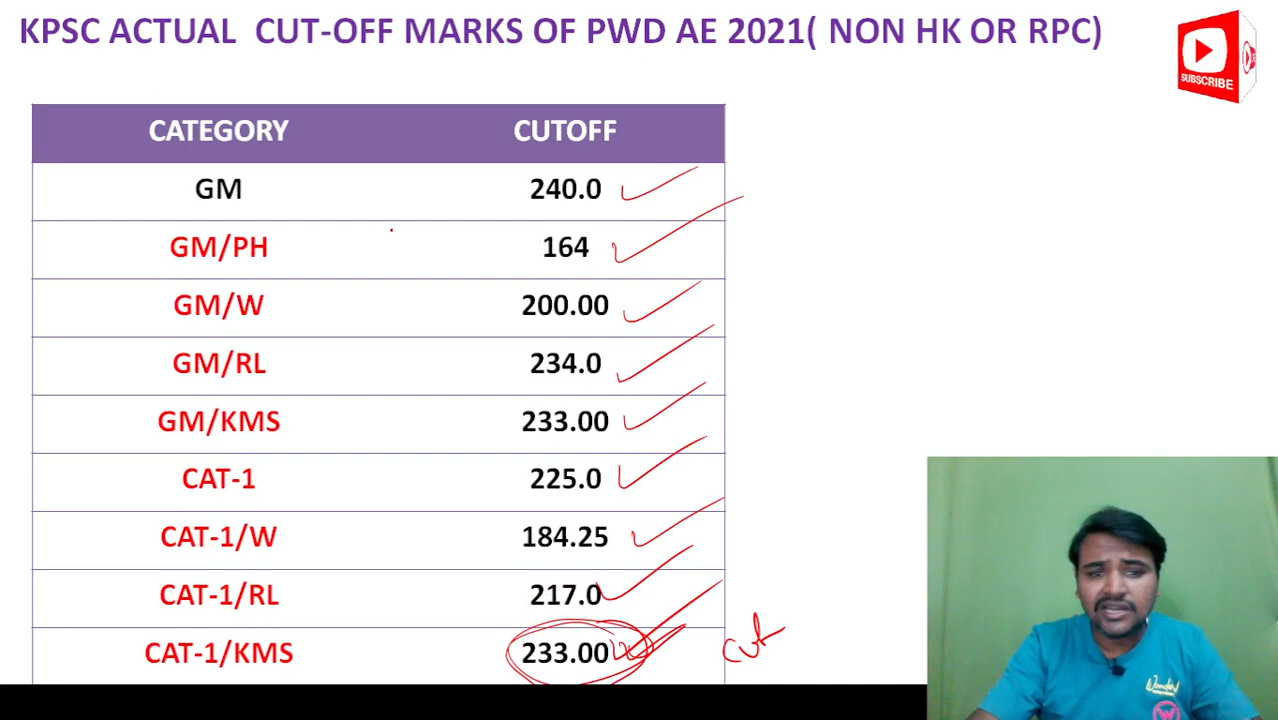 KPSC ACTUAL CUT-OFF MARKS OF PWD AE 2021( NON HK OR RPC)
SUBSCRIBE
CATEGORY CUTOFF
GM 240.0
GM/PH 164
GM/W 200.00
GM/RL 234.0
GM/KMS 233.00
CAT-1 225.0
CAT-1/W 184.25
CAT-1/RL 217.0
CAT-1/KMS 233.00
Cut